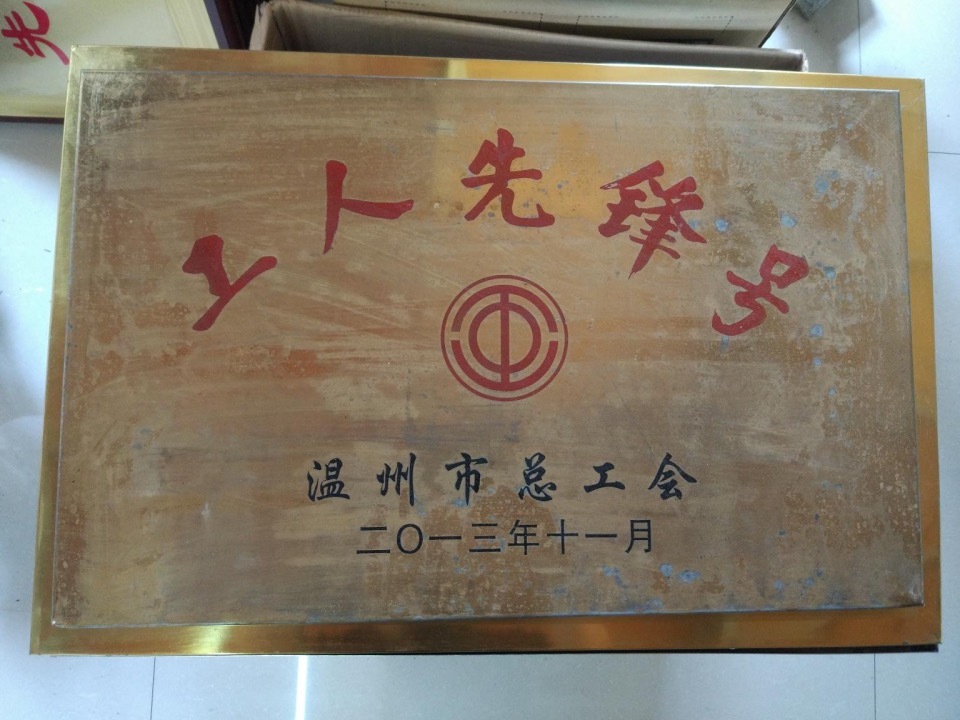 先
工人先锋号
温州市总工会
二〇一三年十一月